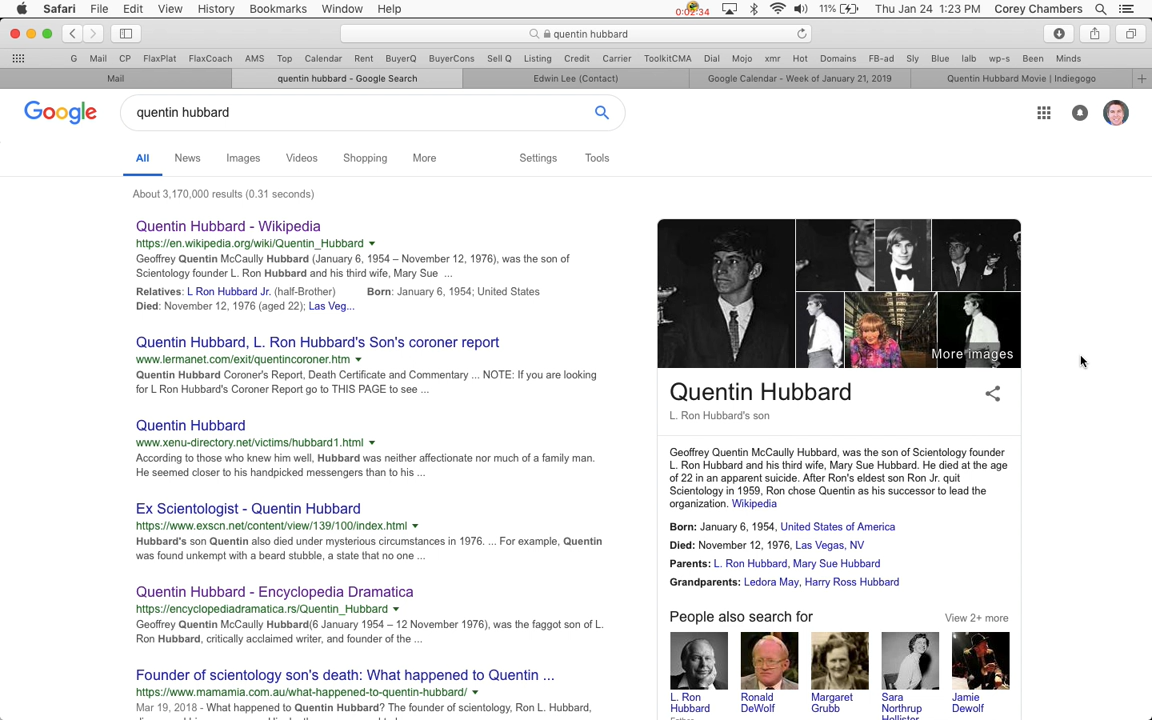 Safari File Edit View History Bookmarks Window Help 0:02:34 11% Thu Jan 24 1:23 PM Corey Chambers
quentin hubbard
G Mail CP FlaxPlat FlaxCoach AMS Top Calendar Rent BuyerQ BuyerCons Sell Q Listing Credit Carrier ToolkitCMA Dial Mojo xmr Hot Domains FB-ad Sly Blue lalb wp-s Been Minds
Mail quentin hubbard - Google Search Edwin Lee (Contact) Google Calendar - Week of January 21, 2019 Quentin Hubbard Movie | Indiegogo
Google quentin hubbard
All News Images Videos Shopping More Settings Tools
About 3,170,000 results (0.31 seconds)
Quentin Hubbard - Wikipedia
https://en.wikipedia.org/wiki/Quentin_Hubbard
Geoffrey Quentin McCaully Hubbard (January 6, 1954 – November 12, 1976), was the son of
Scientology founder L. Ron Hubbard and his third wife, Mary Sue ...
Relatives: L Ron Hubbard Jr. (half-Brother) Born: January 6, 1954; United States
Died: November 12, 1976 (aged 22); Las Veg...
Quentin Hubbard, L. Ron Hubbard's Son's coroner report
www.lermanet.com/exit/quentincoroner.htm
Quentin Hubbard Coroner's Report, Death Certificate and Commentary ... NOTE: If you are looking
for L Ron Hubbard's Coroner Report go to THIS PAGE to see ...
Quentin Hubbard
www.xenu-directory.net/victims/hubbard1.html
According to those who knew him well, Hubbard was neither affectionate nor much of a family man.
He seemed closer to his handpicked messengers than to his ...
Ex Scientologist - Quentin Hubbard
https://www.exscn.net/content/view/139/100/index.html
Hubbard's son Quentin also died under mysterious circumstances in 1976. ... For example, Quentin
was found unkempt with a beard stubble, a state that no one ...
Quentin Hubbard - Encyclopedia Dramatica
https://encyclopediadramatica.rs/Quentin_Hubbard
Geoffrey Quentin McCaully Hubbard(6 January 1954 – 12 November 1976), was the faggot son of L.
Ron Hubbard, critically acclaimed writer, and founder of the ...
Founder of scientology son's death: What happened to Quentin ...
https://www.mamamia.com.au/what-happened-to-quentin-hubbard/
Mar 19, 2018 - What happened to Quentin Hubbard? The founder of scientology, Ron L. Hubbard,
More images
Quentin Hubbard
L. Ron Hubbard's son
Geoffrey Quentin McCaully Hubbard, was the son of Scientology founder
L. Ron Hubbard and his third wife, Mary Sue Hubbard. He died at the age
of 22 in an apparent suicide. After Ron's eldest son Ron Jr. quit
Scientology in 1959, Ron chose Quentin as his successor to lead the
organization. Wikipedia
Born: January 6, 1954, United States of America
Died: November 12, 1976, Las Vegas, NV
Parents: L. Ron Hubbard, Mary Sue Hubbard
Grandparents: Ledora May, Harry Ross Hubbard
People also search for View 2+ more
L. Ron Ronald Margaret Sara Jamie
Hubbard DeWolf Grubb Northrup Dewolf